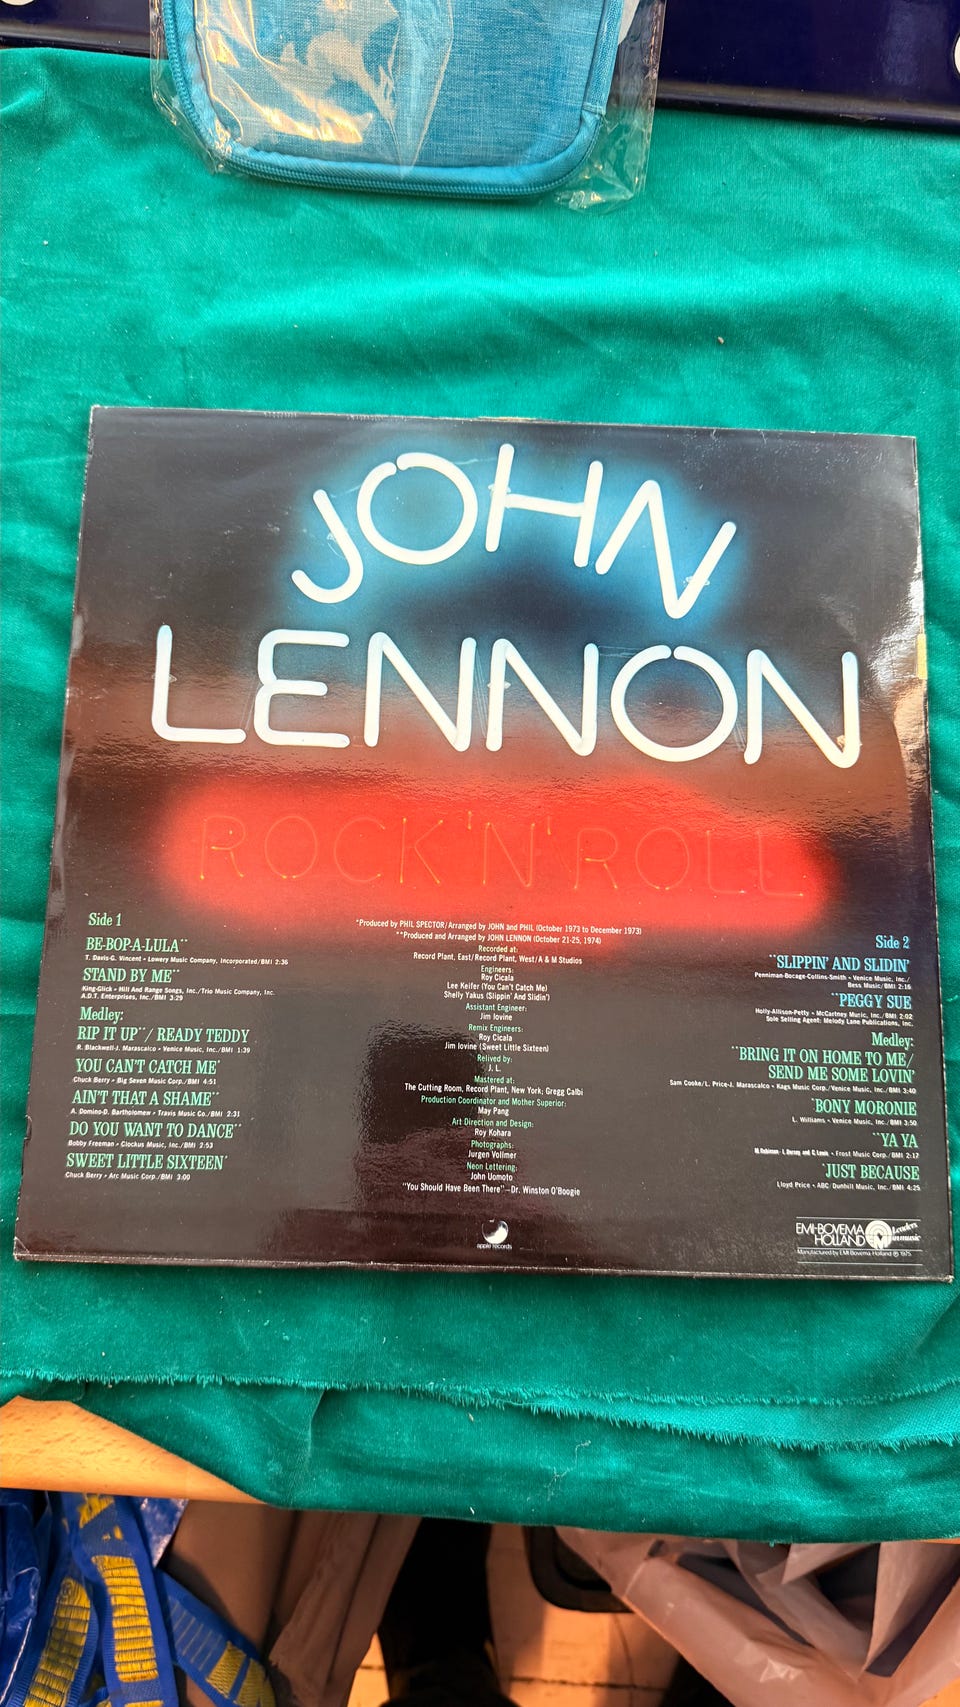 JOHN
LENNON
ROCK 'N' ROLL
Side 1
BE-BOP-A-LULA**
T. Davis-G. Vincent • Lowery Music Company, Incorporated/BMI 2:36
STAND BY ME**
King-Glick • Hill And Range Songs, Inc./Trio Music Company, Inc.
A.D.T. Enterprises, Inc./BMI 3:29
Medley:
RIP IT UP**/ READY TEDDY
R. Blackwell-J. Marascalco • Venice Music, Inc./BMI 1:39
YOU CAN'T CATCH ME*
Chuck Berry • Big Seven Music Corp./BMI 4:51
AIN'T THAT A SHAME**
A. Domino-D. Bartholomew • Travis Music Co./BMI 2:31
DO YOU WANT TO DANCE**
Bobby Freeman • Clockus Music, Inc./BMI 2:53
SWEET LITTLE SIXTEEN*
Chuck Berry • Arc Music Corp./BMI 3:00
*Produced by PHIL SPECTOR/Arranged by JOHN and PHIL (October 1973 to December 1973)
**Produced and Arranged by JOHN LENNON (October 21-25, 1974)
Recorded at:
Record Plant, East/Record Plant, West/A & M Studios
Engineers:
Roy Cicala
Lee Keifer (You Can't Catch Me)
Shelly Yakus (Slippin' And Slidin')
Assistant Engineer:
Jim Iovine
Remix Engineers:
Roy Cicala
Jim Iovine (Sweet Little Sixteen)
Relived by:
J. L.
Mastered at:
The Cutting Room, Record Plant, New York; Gregg Calbi
Production Coordinator and Mother Superior:
May Pang
Art Direction and Design:
Roy Kohara
Photographs:
Jurgen Vollmer
Neon Lettering:
John Uomoto
"You Should Have Been There"—Dr. Winston O'Boogie
apple records
Side 2
**SLIPPIN' AND SLIDIN'
Penniman-Bocage-Collins-Smith • Venice Music, Inc./
Bess Music/BMI 2:16
**PEGGY SUE
Holly-Allison-Petty • McCartney Music, Inc./BMI 2:02
Sole Selling Agent: Melody Lane Publications, Inc.
Medley:
**BRING IT ON HOME TO ME/
SEND ME SOME LOVIN'
Sam Cooke/L. Price-J. Marascalco • Kags Music Corp./Venice Music, Inc./BMI 3:40
*BONY MORONIE
L. Williams • Venice Music, Inc./BMI 3:50
**YA YA
M. Robinson - L. Dorsey and C. Lewis • Frost Music Corp./BMI 2:17
*JUST BECAUSE
Lloyd Price • ABC Dunhill Music, Inc./BMI 4:25
EMI-BOVEMA
HOLLAND
EMI
Leaders
in music
Manufactured by EMI Bovema Holland ℗ 1975